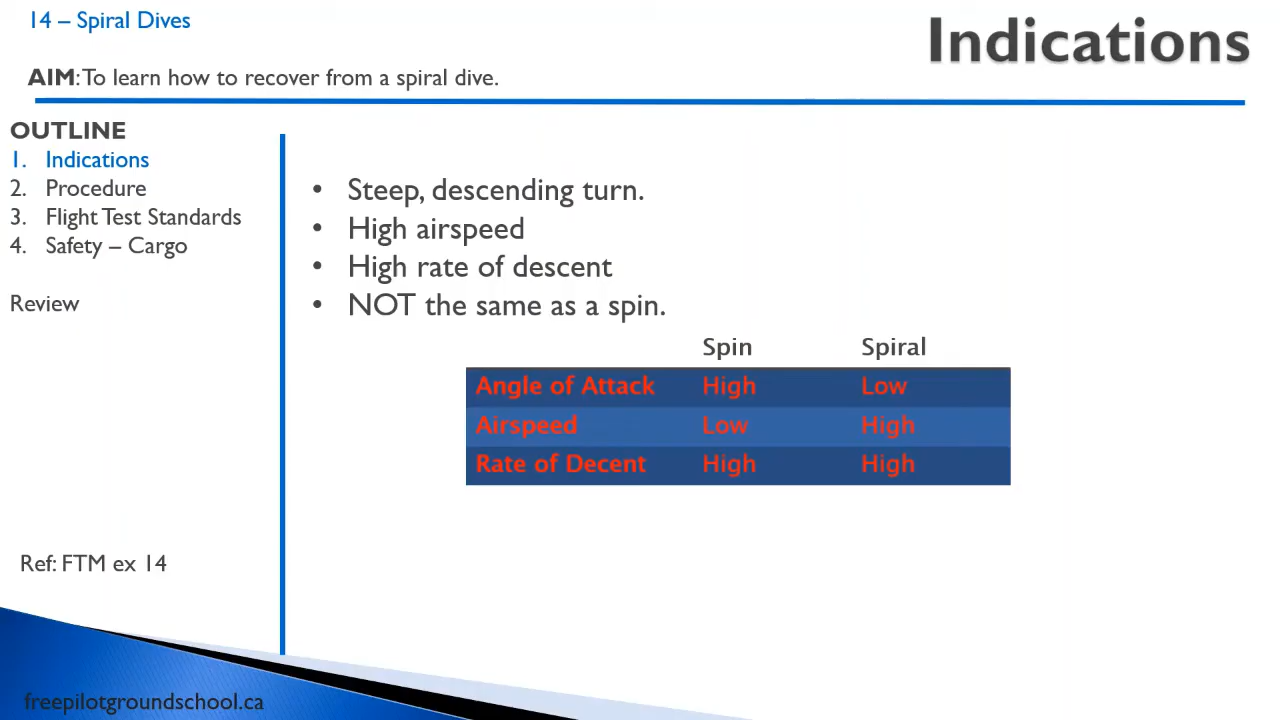 14 – Spiral Dives
Indications
AIM: To learn how to recover from a spiral dive.
OUTLINE
1. Indications
2. Procedure
3. Flight Test Standards
4. Safety – Cargo
Review
Ref: FTM ex 14
• Steep, descending turn.
• High airspeed
• High rate of descent
• NOT the same as a spin.
Spin Spiral
Angle of Attack High Low
Airspeed Low High
Rate of Decent High High
freepilotgroundschool.ca